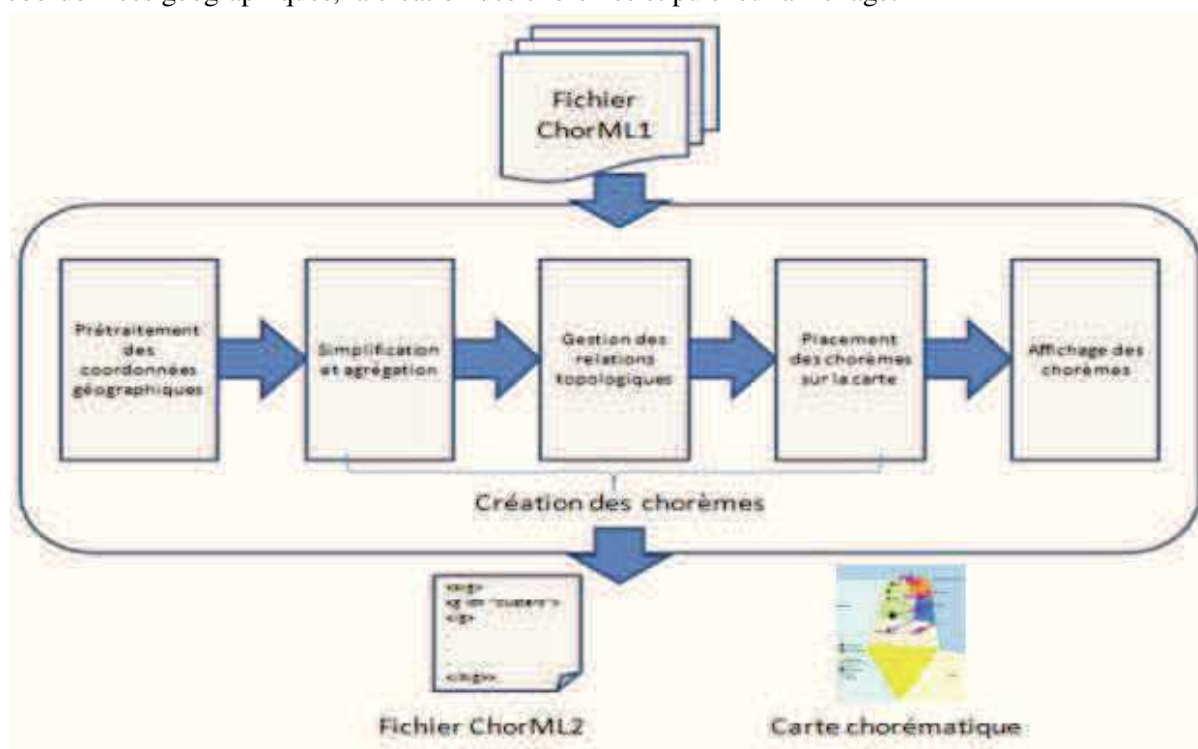 Fichier
ChorML1
Prétraitement
des
coordonnées
géographiques
Simplification
et agrégation
Gestion des
relations
topologiques
Placement
des chorèmes
sur la carte
Affichage des
chorèmes
Création des chorèmes
Fichier ChorML2
Carte chorématique